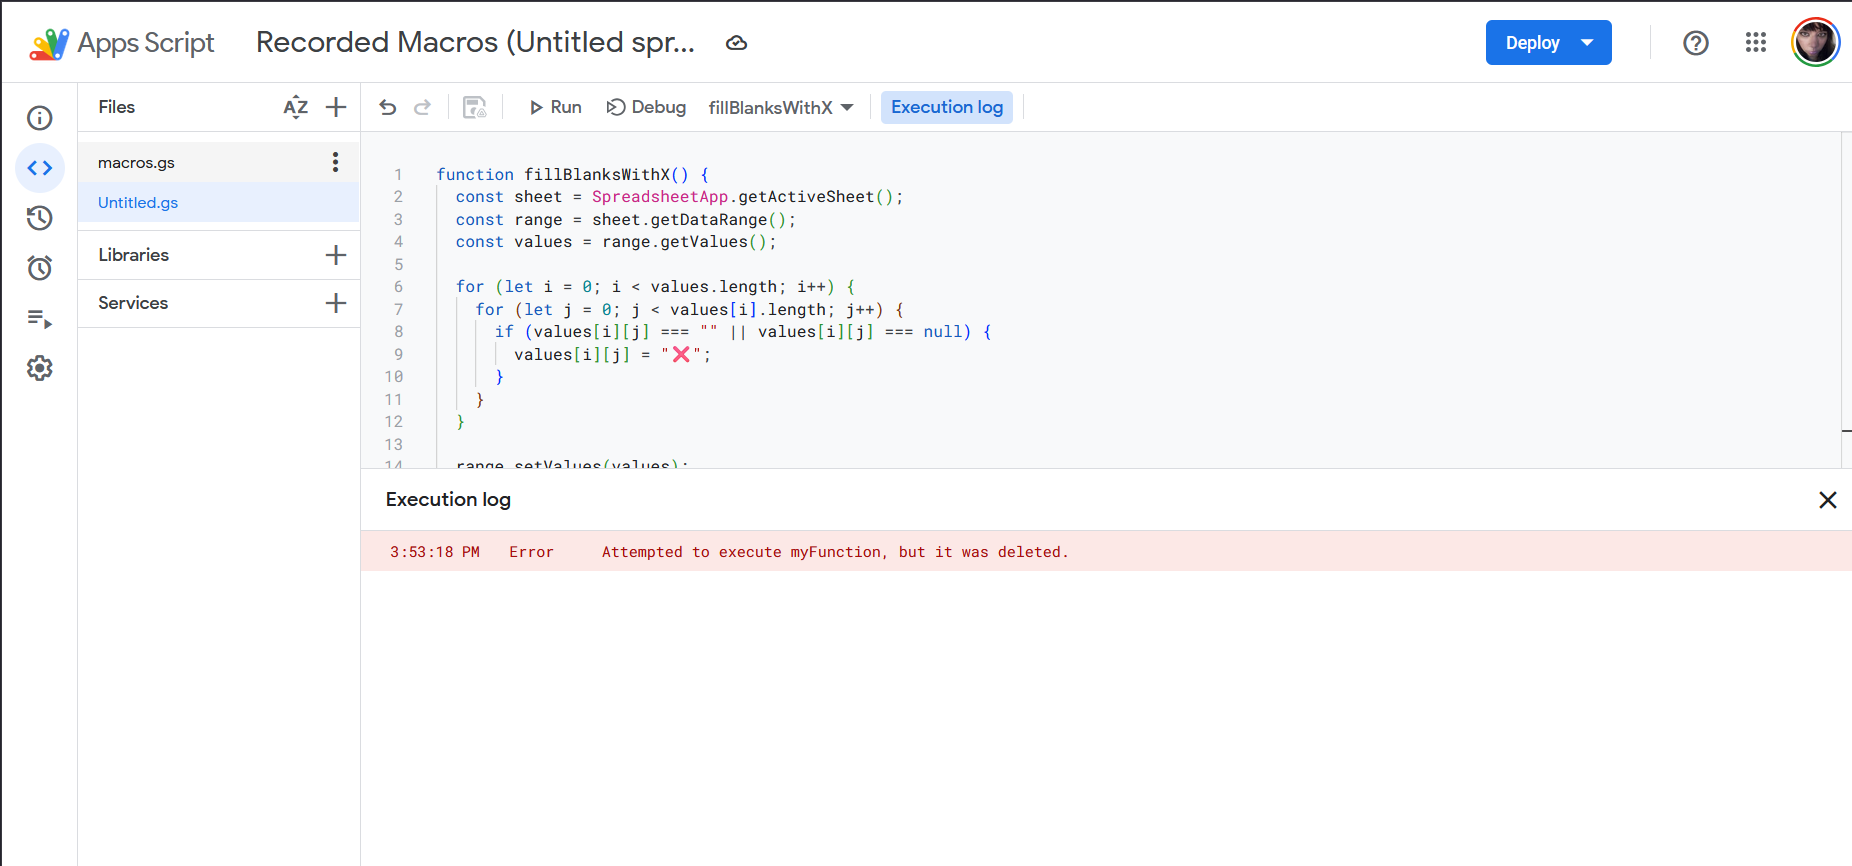 Apps Script Recorded Macros (Untitled spr... Deploy
Files AZ
Run Debug fillBlanksWithX Execution log
macros.gs
Untitled.gs
Libraries
Services
1 function fillBlanksWithX() {
2 const sheet = SpreadsheetApp.getActiveSheet();
3 const range = sheet.getDataRange();
4 const values = range.getValues();
5
6 for (let i = 0; i < values.length; i++) {
7 for (let j = 0; j < values[i].length; j++) {
8 if (values[i][j] === "" || values[i][j] === null) {
9 values[i][j] = "❌";
10 }
11 }
12 }
13
14 range.setValues(values);
Execution log
3:53:18 PM Error Attempted to execute myFunction, but it was deleted.